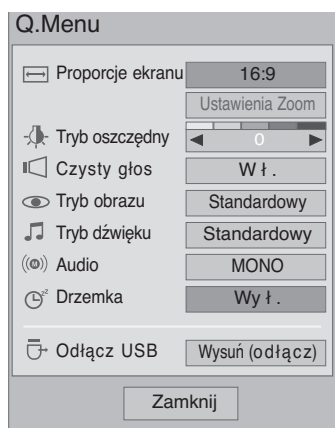 Q.Menu
Proporcje ekranu 16:9
Ustawienia Zoom
Tryb oszczędny ◀ 0 ▶
Czysty głos Wł.
Tryb obrazu Standardowy
Tryb dźwięku Standardowy
Audio MONO
Drzemka Wył.
Odłącz USB Wysuń (odłącz)
Zamknij